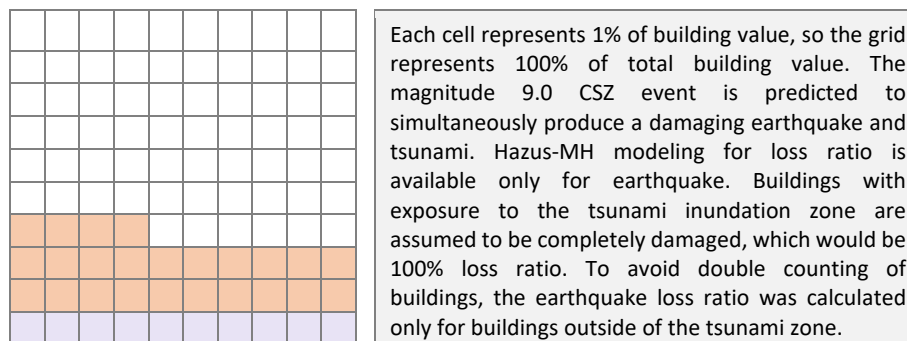 Each cell represents 1% of building value, so the grid
represents 100% of total building value. The
magnitude 9.0 CSZ event is predicted to
simultaneously produce a damaging earthquake and
tsunami. Hazus-MH modeling for loss ratio is
available only for earthquake. Buildings with
exposure to the tsunami inundation zone are
assumed to be completely damaged, which would be
100% loss ratio. To avoid double counting of
buildings, the earthquake loss ratio was calculated
only for buildings outside of the tsunami zone.